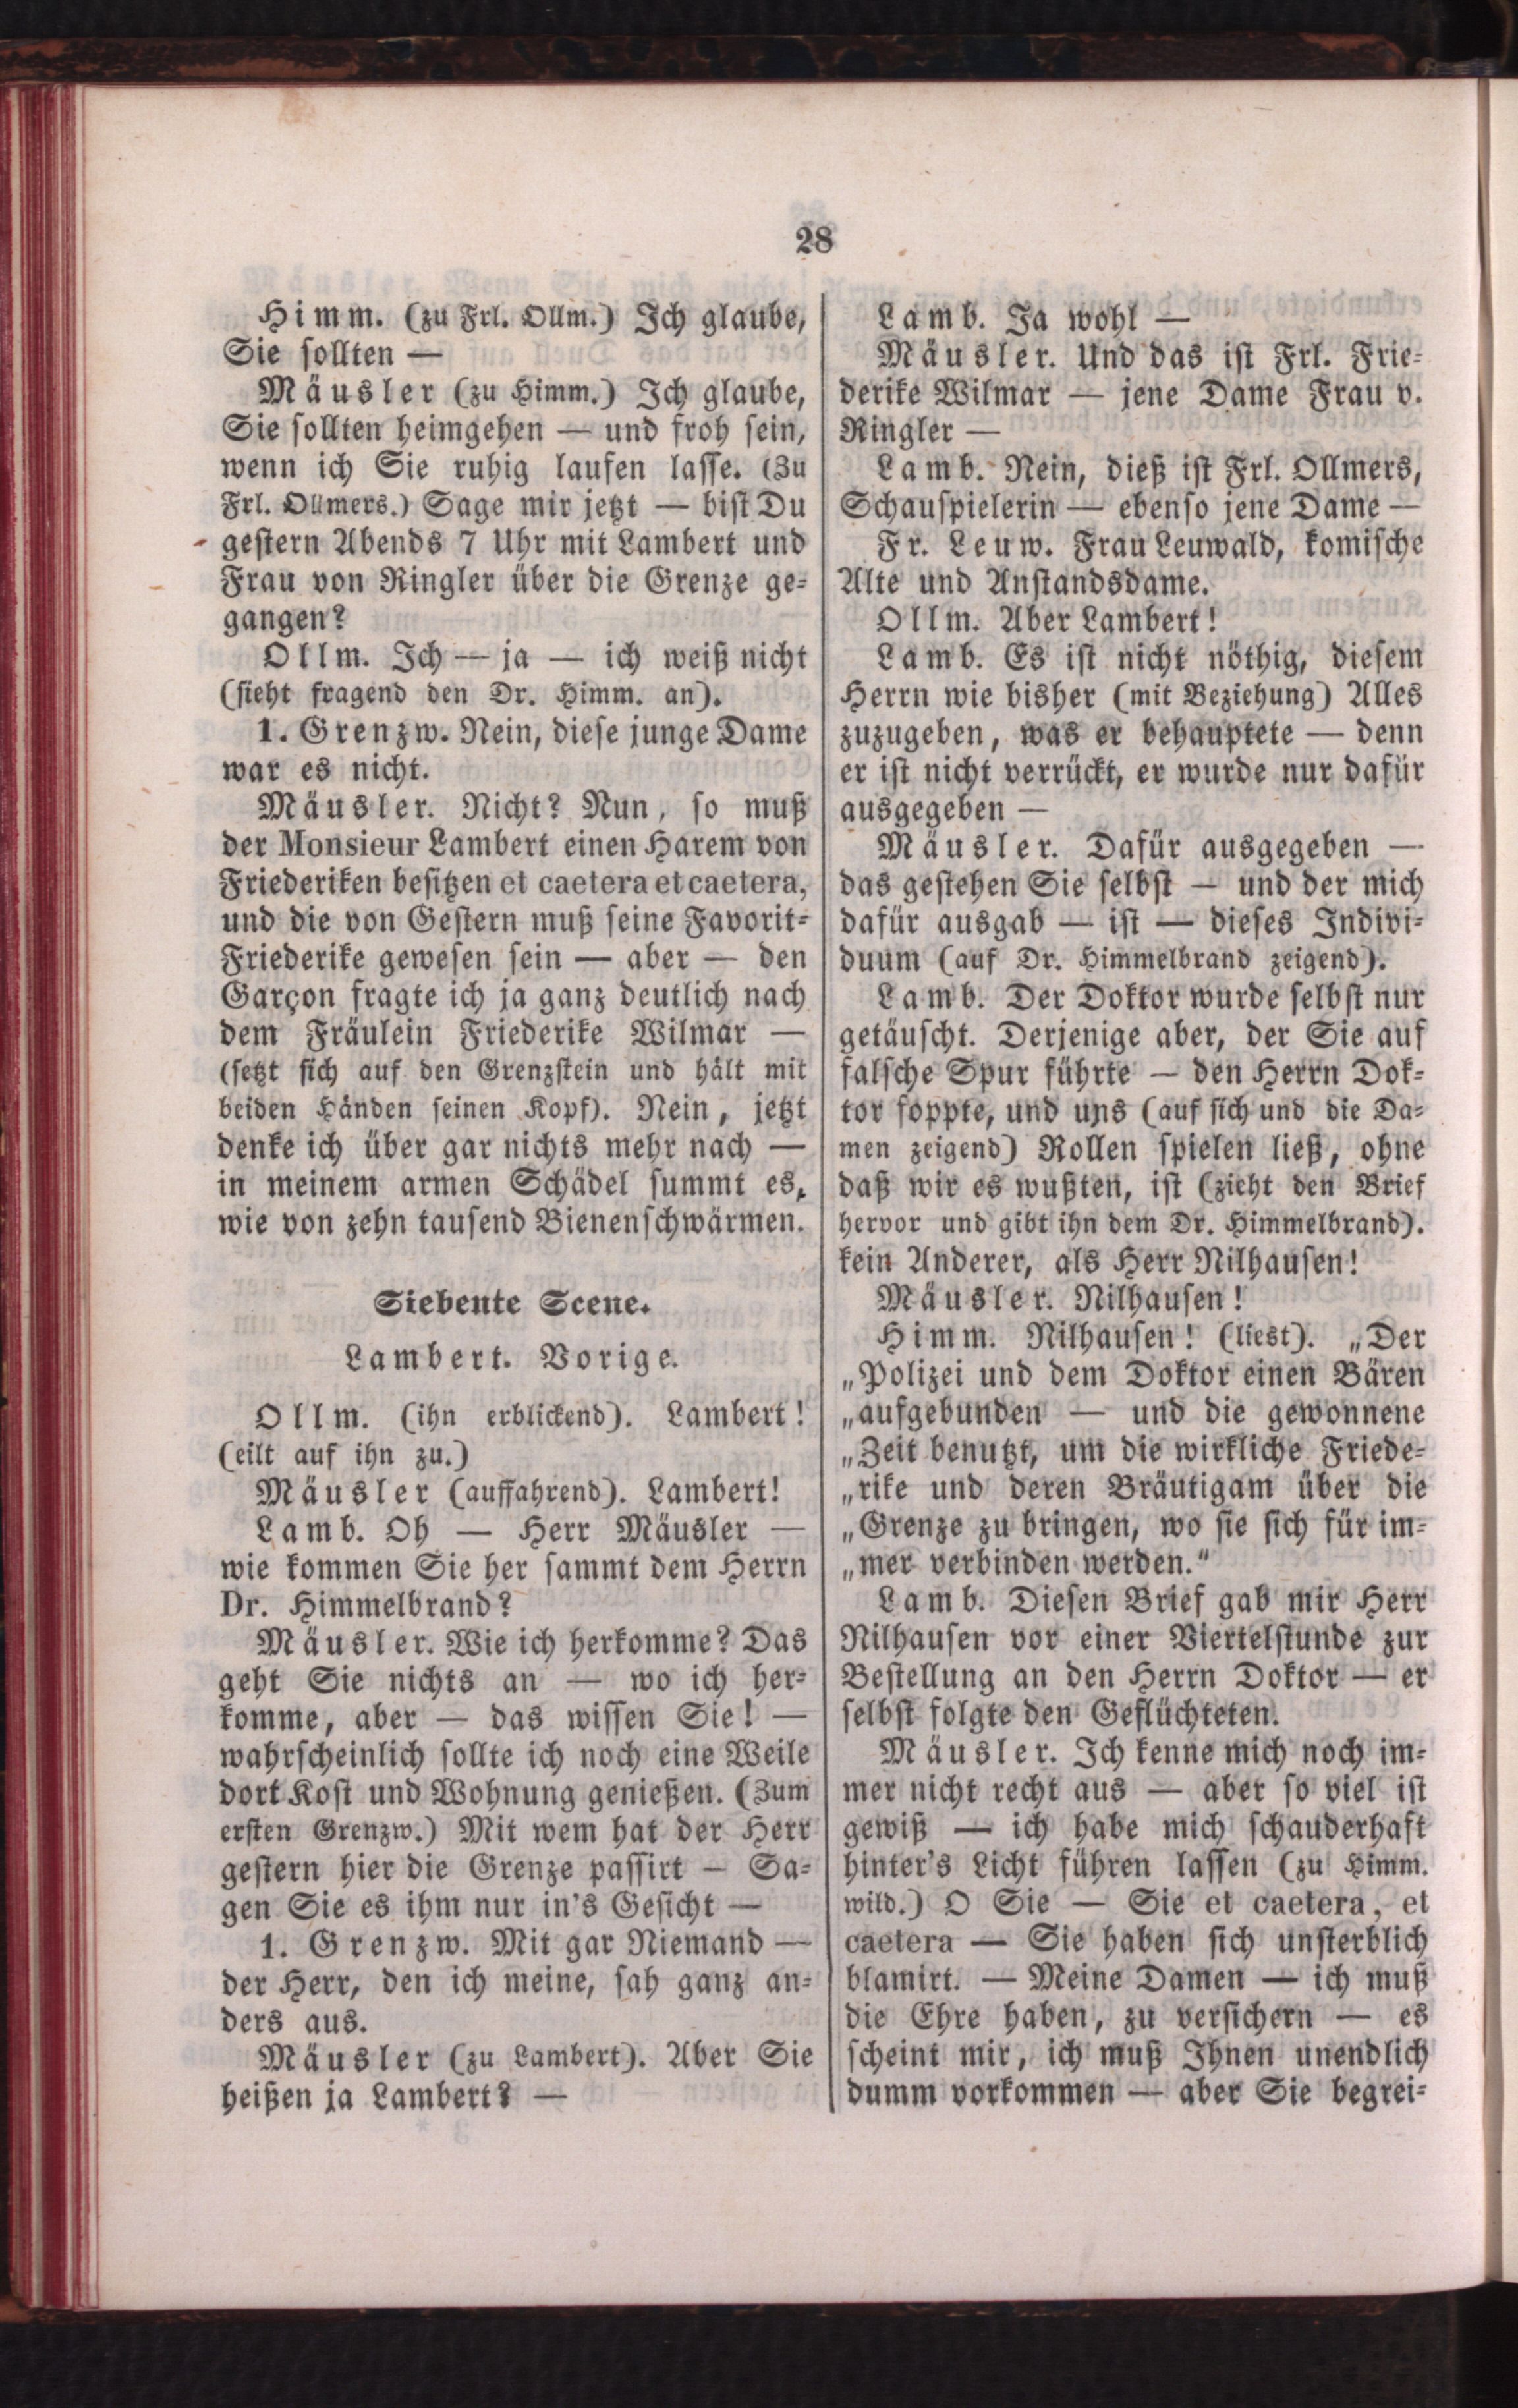 28
Himm. (zu Frl. Ollm.) Ich glaube,
Sie sollten —
Mäusler (zu Himm.) Ich glaube,
Sie sollten heimgehen — und froh sein,
wenn ich Sie ruhig laufen lasse. (Zu
Frl. Ollmers.) Sage mir jetzt — bist Du
gestern Abends 7 Uhr mit Lambert und
Frau von Ringler über die Grenze ge-
gangen?
Ollm. Ich — ja — ich weiß nicht
(sieht fragend den Dr. Himm. an).
1. Grenzw. Nein, diese junge Dame
war es nicht.
Mäusler. Nicht? Nun, so muß
der Monsieur Lambert einen Harem von
Friederiken besitzen et caetera et caetera,
und die von Gestern muß seine Favorit-
Friederike gewesen sein — aber — den
Garçon fragte ich ja ganz deutlich nach
dem Fräulein Friederike Wilmar —
(setzt sich auf den Grenzstein und hält mit
beiden Händen seinen Kopf). Nein, jetzt
denke ich über gar nichts mehr nach —
in meinem armen Schädel summt es,
wie von zehn tausend Bienenschwärmen.
Siebente Scene.
Lambert. Vorige.
Ollm. (ihn erblickend). Lambert!
(eilt auf ihn zu.)
Mäusler (auffahrend). Lambert!
Lamb. Oh — Herr Mäusler —
wie kommen Sie her sammt dem Herrn
Dr. Himmelbrand?
Mäusler. Wie ich herkomme? Das
geht Sie nichts an — wo ich her-
komme, aber — das wissen Sie! —
wahrscheinlich sollte ich noch eine Weile
dort Kost und Wohnung genießen. (Zum
ersten Grenzw.) Mit wem hat der Herr
gestern hier die Grenze passirt — Sa-
gen Sie es ihm nur in's Gesicht —
1. Grenzw. Mit gar Niemand —
der Herr, den ich meine, sah ganz an-
ders aus.
Mäusler (zu Lambert). Aber Sie
heißen ja Lambert? —
Lamb. Ja wohl —
Mäusler. Und das ist Frl. Frie-
derike Wilmar — jene Dame Frau v.
Ringler —
Lamb. Nein, dieß ist Frl. Ollmers,
Schauspielerin — ebenso jene Dame —
Fr. Leuw. Frau Leuwald, komische
Alte und Anstandsdame.
Ollm. Aber Lambert!
Lamb. Es ist nicht nöthig, diesem
Herrn wie bisher (mit Beziehung) Alles
zuzugeben, was er behauptete — denn
er ist nicht verrückt, er wurde nur dafür
ausgegeben —
Mäusler. Dafür ausgegeben —
das gestehen Sie selbst — und der mich
dafür ausgab — ist — dieses Indivi-
duum (auf Dr. Himmelbrand zeigend).
Lamb. Der Doktor wurde selbst nur
getäuscht. Derjenige aber, der Sie auf
falsche Spur führte — den Herrn Dok-
tor foppte, und uns (auf sich und die Da-
men zeigend) Rollen spielen ließ, ohne
daß wir es wußten, ist (zieht den Brief
hervor und gibt ihn dem Dr. Himmelbrand).
kein Anderer, als Herr Nilhausen!
Mäusler. Nilhausen!
Himm. Nilhausen! (liest). „Der
„Polizei und dem Doktor einen Bären
„aufgebunden — und die gewonnene
„Zeit benutzt, um die wirkliche Friede-
„rike und deren Bräutigam über die
„Grenze zu bringen, wo sie sich für im-
„mer verbinden werden.“
Lamb. Diesen Brief gab mir Herr
Nilhausen vor einer Viertelstunde zur
Bestellung an den Herrn Doktor — er
selbst folgte den Geflüchteten.
Mäusler. Ich kenne mich noch im-
mer nicht recht aus — aber so viel ist
gewiß — ich habe mich schauderhaft
hinter's Licht führen lassen (zu Himm.
wild.) O Sie — Sie et caetera, et
caetera — Sie haben sich unsterblich
blamirt. — Meine Damen — ich muß
die Ehre haben, zu versichern — es
scheint mir, ich muß Ihnen unendlich
dumm vorkommen — aber Sie begrei-